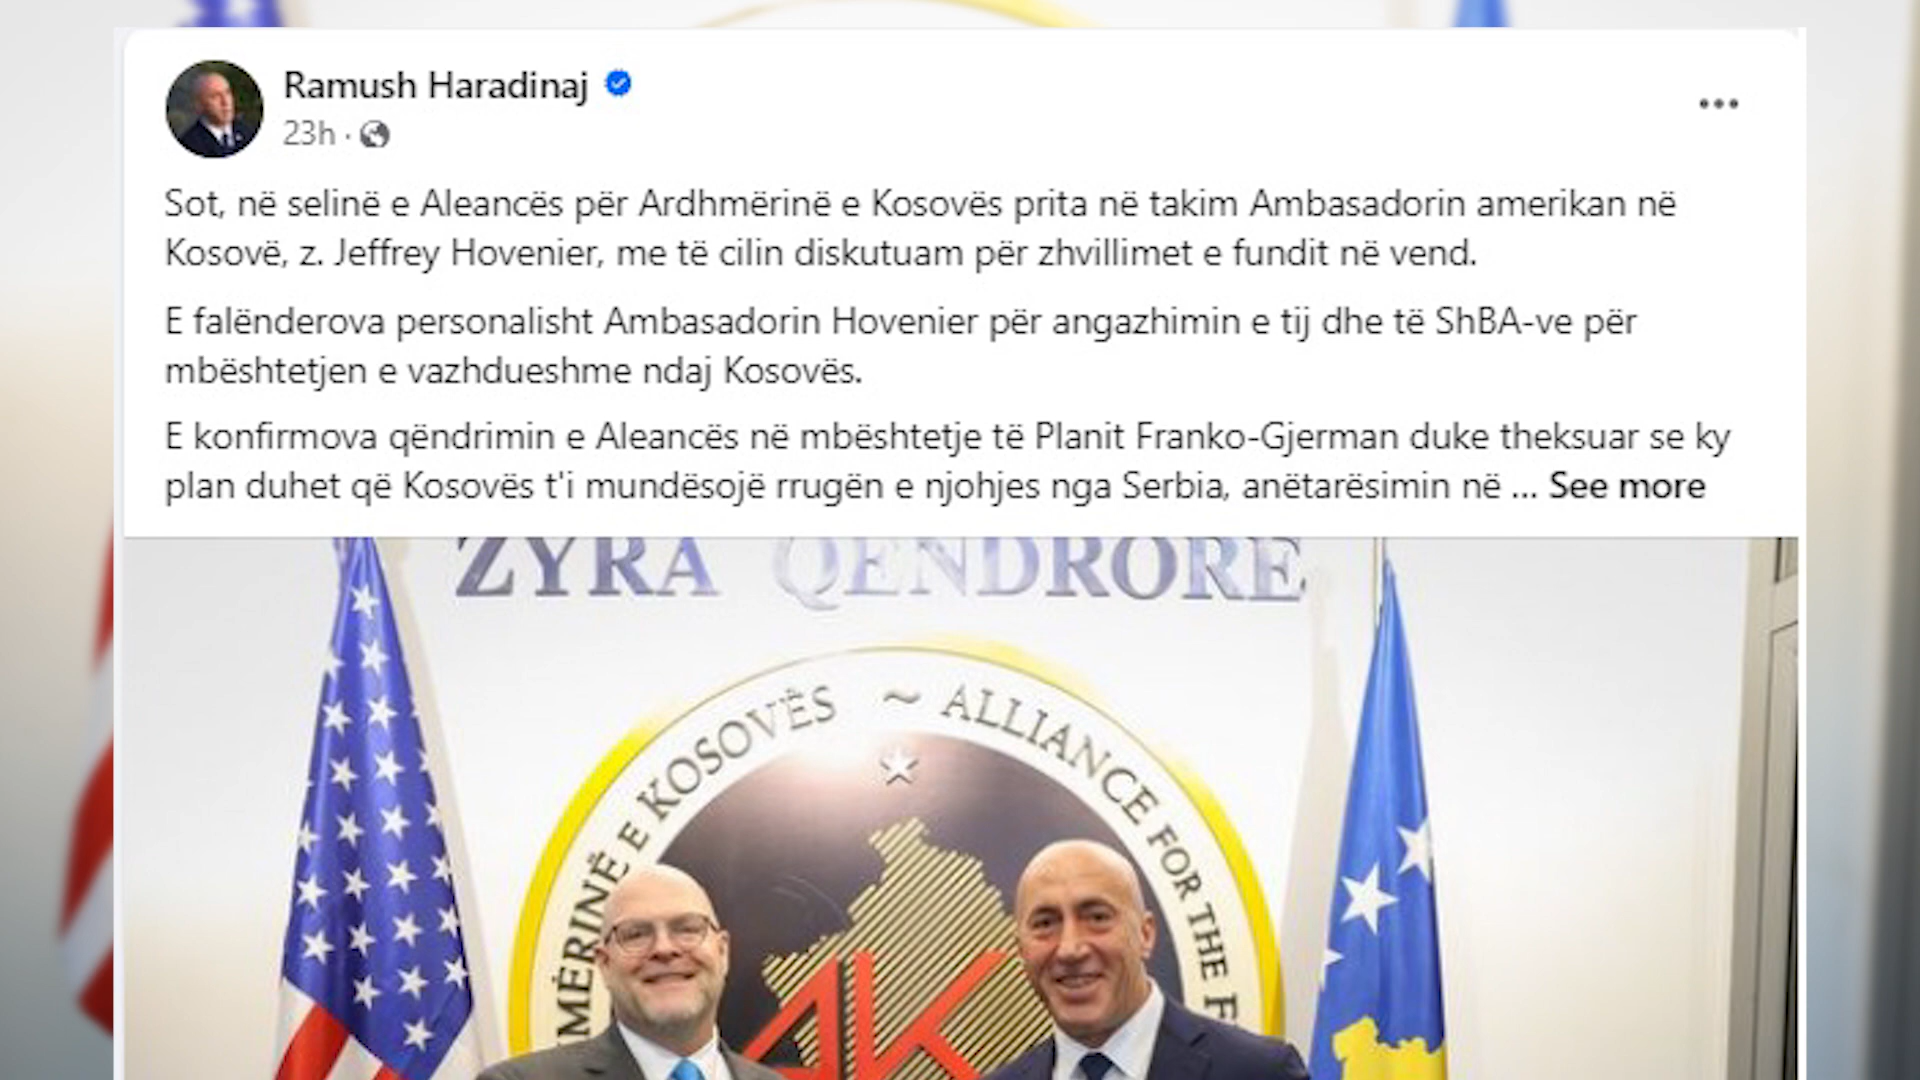 Ramush Haradinaj
23h ·
Sot, në selinë e Aleancës për Ardhmërinë e Kosovës prita në takim Ambasadorin amerikan në
Kosovë, z. Jeffrey Hovenier, me të cilin diskutuam për zhvillimet e fundit në vend.
E falënderova personalisht Ambasadorin Hovenier për angazhimin e tij dhe të ShBA-ve për
mbështetjen e vazhdueshme ndaj Kosovës.
E konfirmova qëndrimin e Aleancës në mbështetje të Planit Franko-Gjerman duke theksuar se ky
plan duhet që Kosovës t'i mundësojë rrugën e njohjes nga Serbia, anëtarësimin në ... See more
ZYRA QENDRORE
MËRINË E KOSOVËS ~ ALLIANCE FOR THE F
AK